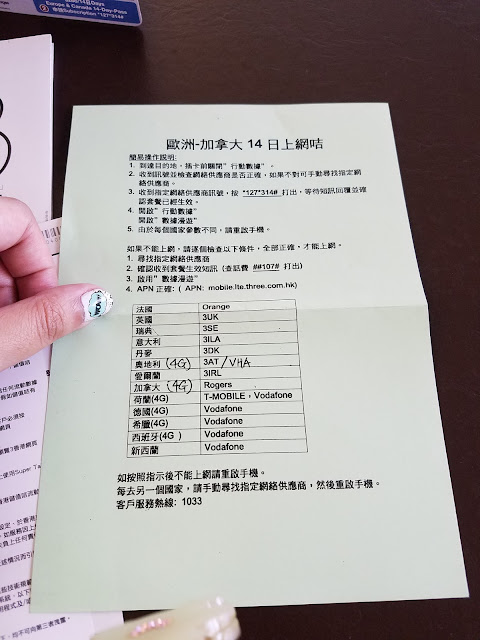 Europe & Canada 14-Day-Pass
歐洲-加拿大 14 日上網咭
簡易操作說明:
1. 到達目的地，插卡前關閉"行動數據"。
2. 收到訊號並檢查網絡供應商是否正確，如果不對可手動尋找指定網
絡供應商。
3. 收到指定網絡供應商訊號，按 *127*314# 打出，等待短訊回覆並確
認套餐已經生效。
4. 開啟"行動數據"
開啟"數據漫遊"
5. 由於每個國家參數不同，請重啟手機。
如果不能上網，請逐個檢查以下條件，全部正確，才能上網。
1. 尋找指定網絡供應商
2. 確認收到套餐生效短訊 (查話費 ##107# 打出)
3. 啟用"數據漫遊"
4. APN 正確: ( APN: mobile.lte.three.com.hk)
法國 Orange
英國 3UK
瑞典 3SE
意大利 3ILA
丹麥 3DK
奧地利 (4G) 3AT / VHA
愛爾蘭 3IRL
加拿大 (4G) Rogers
荷蘭(4G) T-MOBILE，Vodafone
德國(4G) Vodafone
希臘(4G) Vodafone
西班牙(4G ) Vodafone
新西蘭 Vodafone
如按照指示後不能上網請重啟手機。
每去另一個國家，請手動尋找指定網絡供應商，然後重啟手機。
客戶服務熱線: 1033